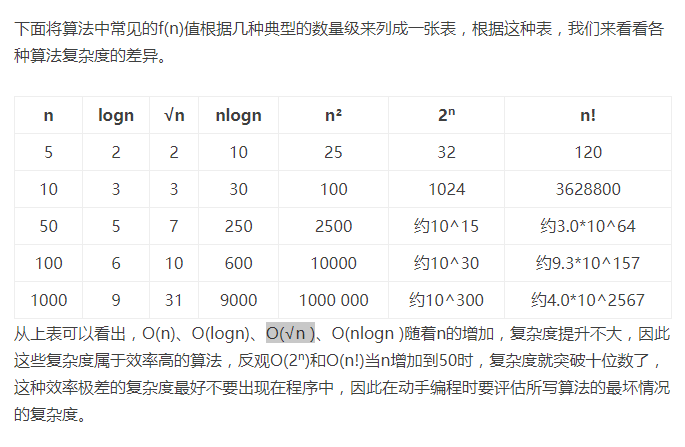 下面将算法中常见的f(n)值根据几种典型的数量级来列成一张表，根据这种表，我们来看看各
种算法复杂度的差异。
n logn √n nlogn n² 2ⁿ n!
5 2 2 10 25 32 120
10 3 3 30 100 1024 3628800
50 5 7 250 2500 约10^15 约3.0*10^64
100 6 10 600 10000 约10^30 约9.3*10^157
1000 9 31 9000 1000 000 约10^300 约4.0*10^2567
从上表可以看出，O(n)、O(logn)、O(√n )、O(nlogn )随着n的增加，复杂度提升不大，因此
这些复杂度属于效率高的算法，反观O(2ⁿ)和O(n!)当n增加到50时，复杂度就突破十位数了，
这种效率极差的复杂度最好不要出现在程序中，因此在动手编程时要评估所写算法的最坏情况
的复杂度。